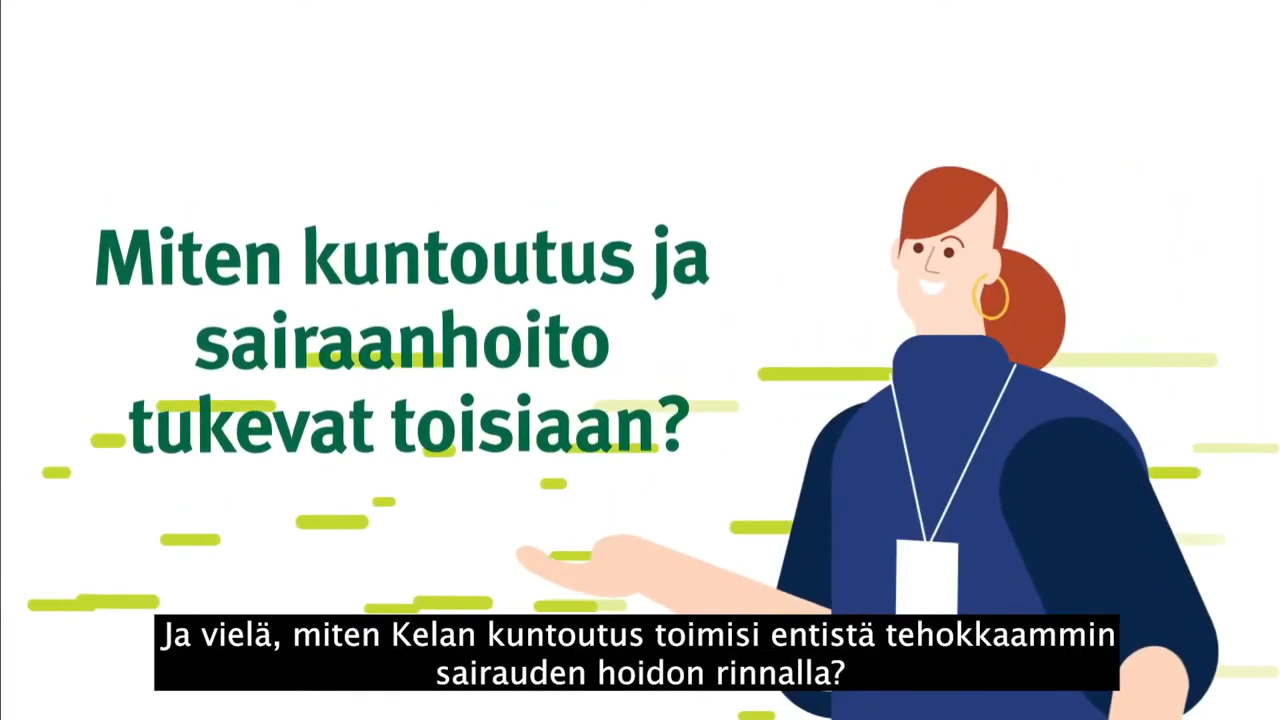 Miten kuntoutus ja
sairaanhoito
tukevat toisiaan?
Ja vielä, miten Kelan kuntoutus toimisi entistä tehokkaammin
sairauden hoidon rinnalla?